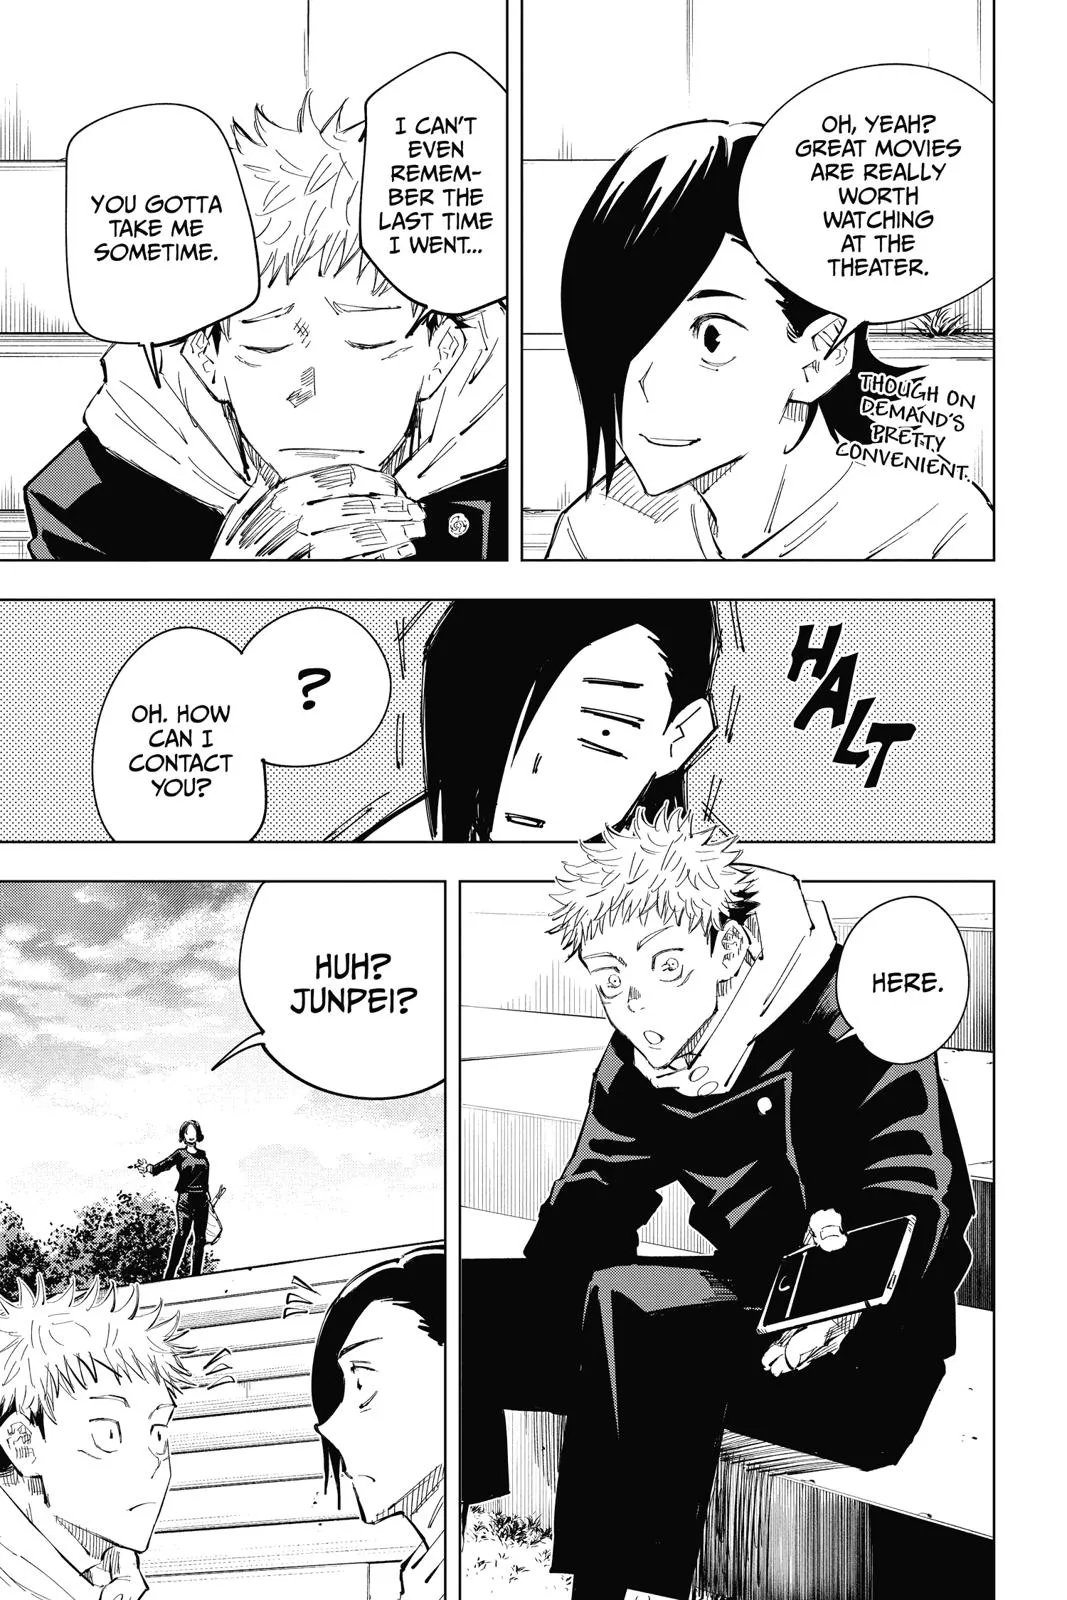 OH, YEAH?
GREAT MOVIES
ARE REALLY
WORTH
WATCHING
AT THE
THEATER.
THOUGH ON
DEMAND'S
PRETTY
CONVENIENT.
I CAN'T
EVEN
REMEM-
BER THE
LAST TIME
I WENT...
YOU GOTTA
TAKE ME
SOMETIME.
HALT
?
OH. HOW
CAN I
CONTACT
YOU?
HERE.
HUH?
JUNPEI?